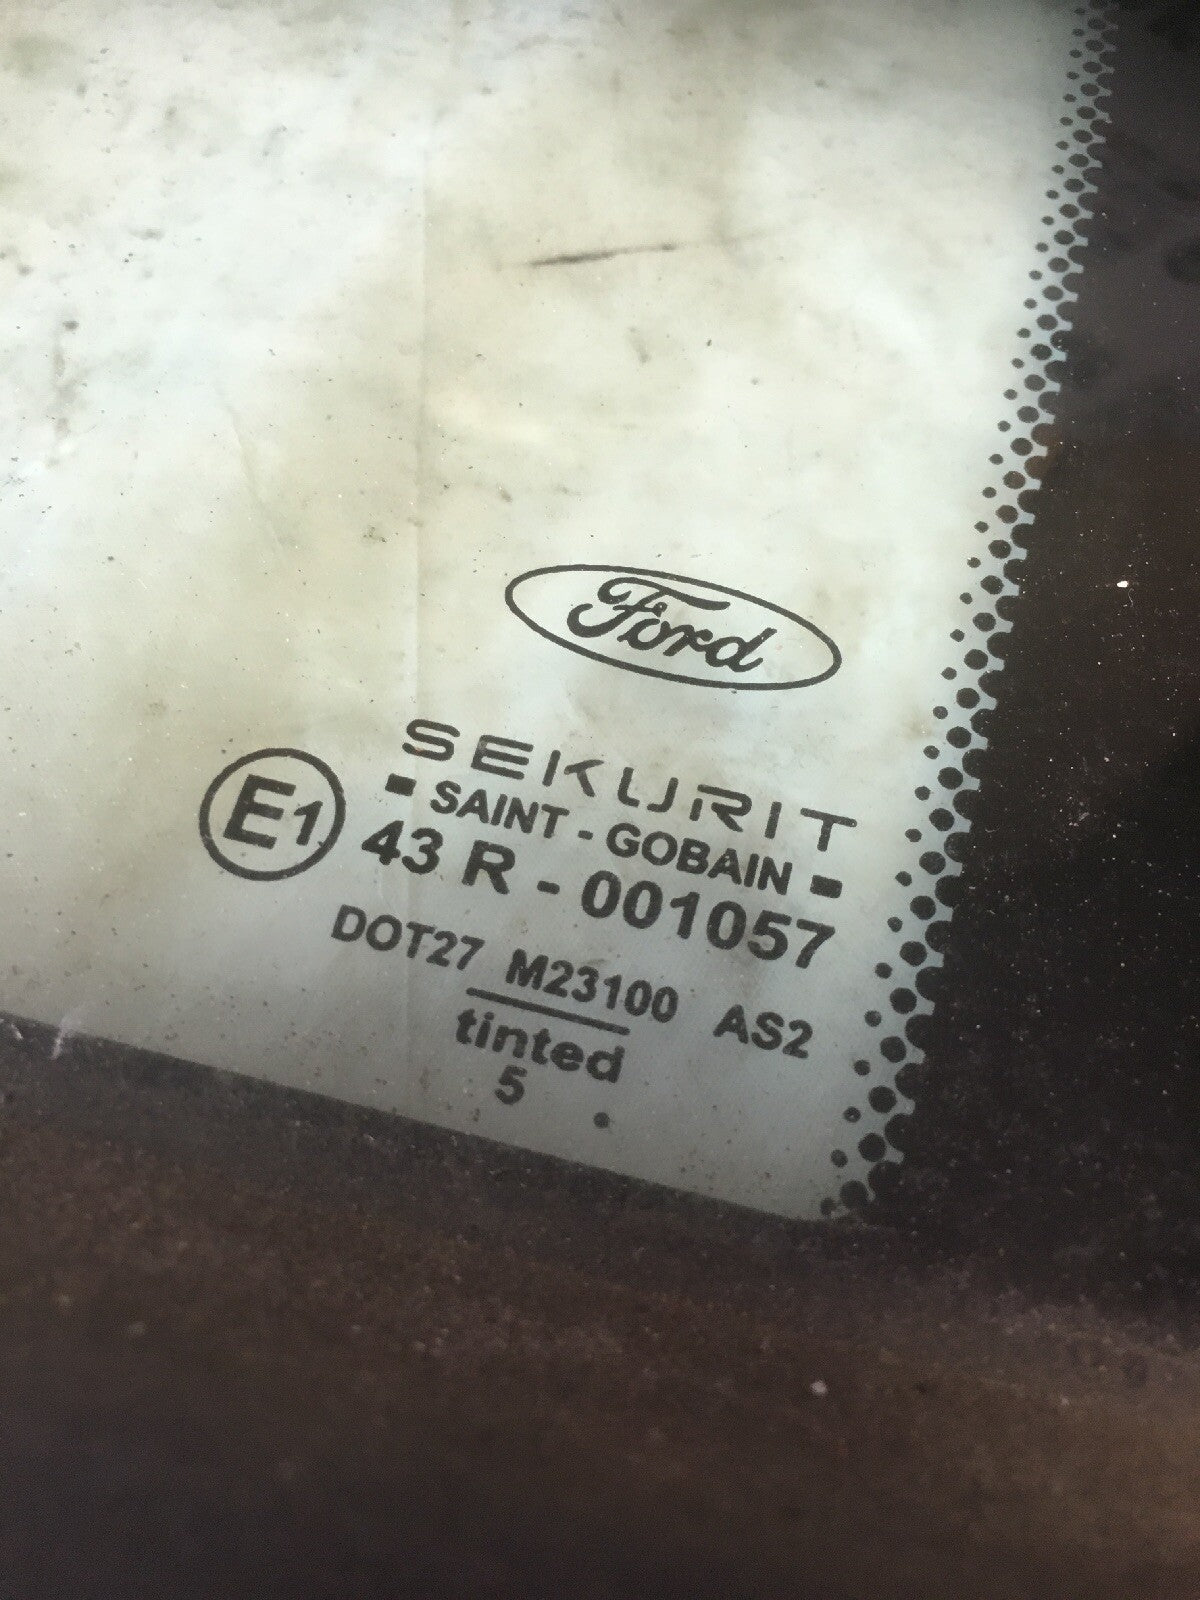 Ford
SEKURIT
SAINT - GOBAIN
E1 43 R - 001057
DOT27 M23100 AS2
tinted
5